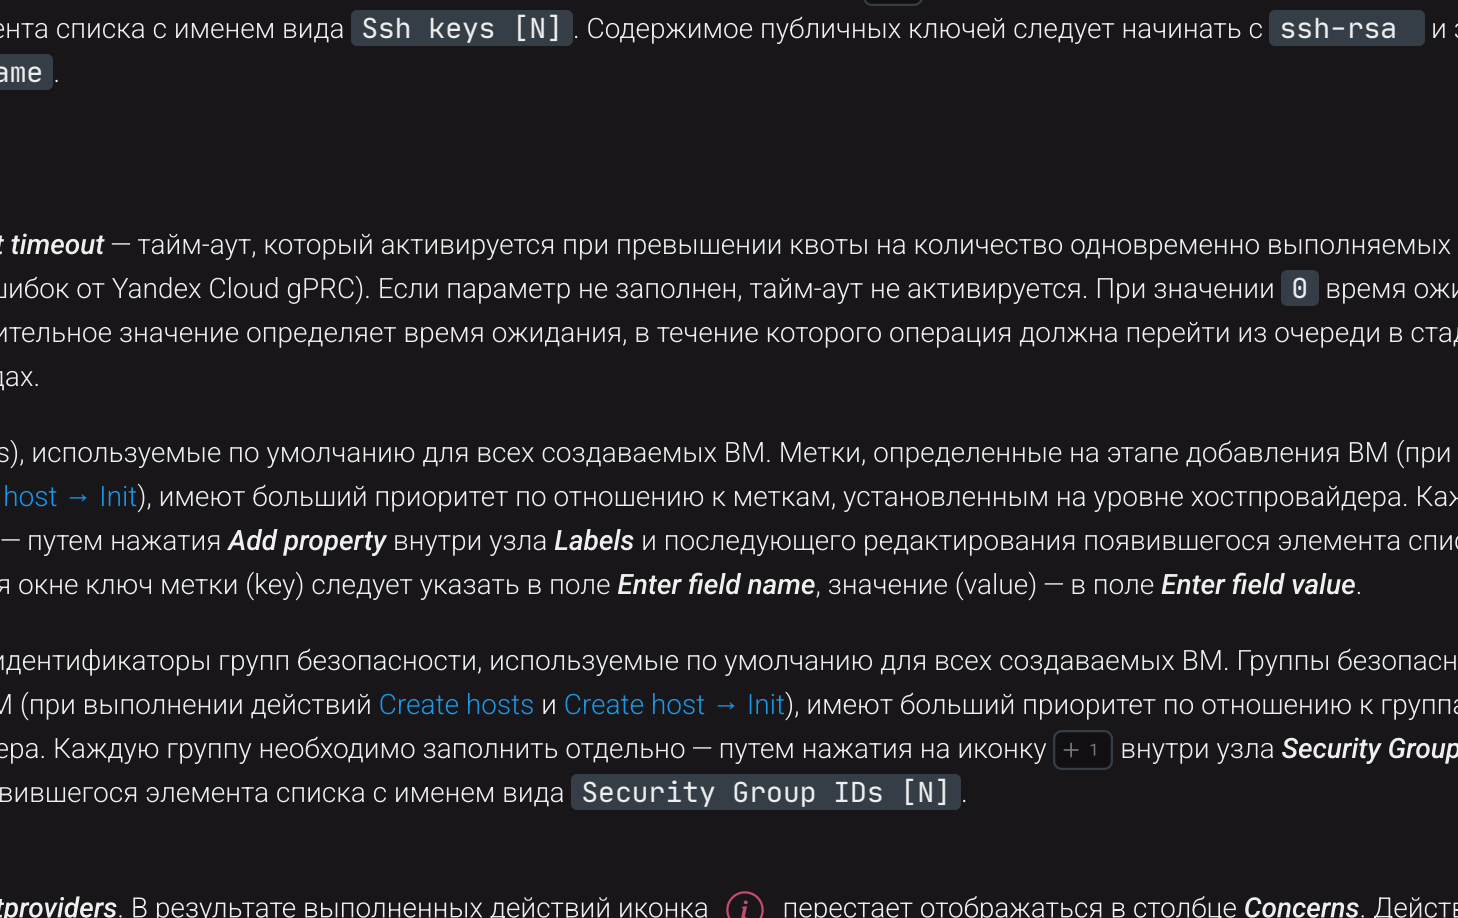 ента списка с именем вида Ssh keys [N]. Содержимое публичных ключей следует начинать с ssh-rsa и
ame.
timeout — тайм-аут, который активируется при превышении квоты на количество одновременно выполняемых
шибок от Yandex Cloud gPRC). Если параметр не заполнен, тайм-аут не активируется. При значении 0 время ожи
ительное значение определяет время ожидания, в течение которого операция должна перейти из очереди в стад
дах.
s), используемые по умолчанию для всех создаваемых ВМ. Метки, определенные на этапе добавления ВМ (при
host → Init), имеют больший приоритет по отношению к меткам, установленным на уровне хостпровайдера. Каж
— путем нажатия Add property внутри узла Labels и последующего редактирования появившегося элемента спис
я окне ключ метки (key) следует указать в поле Enter field name, значение (value) — в поле Enter field value.
идентификаторы групп безопасности, используемые по умолчанию для всех создаваемых ВМ. Группы безопасн
М (при выполнении действий Create hosts и Create host → Init), имеют больший приоритет по отношению к группа
ера. Каждую группу необходимо заполнить отдельно — путем нажатия на иконку + 1 внутри узла Security Group
вившегося элемента списка с именем вида Security Group IDs [N].
tproviders. В результате выполненных действий иконка i перестает отображаться в столбце Concerns. Действ